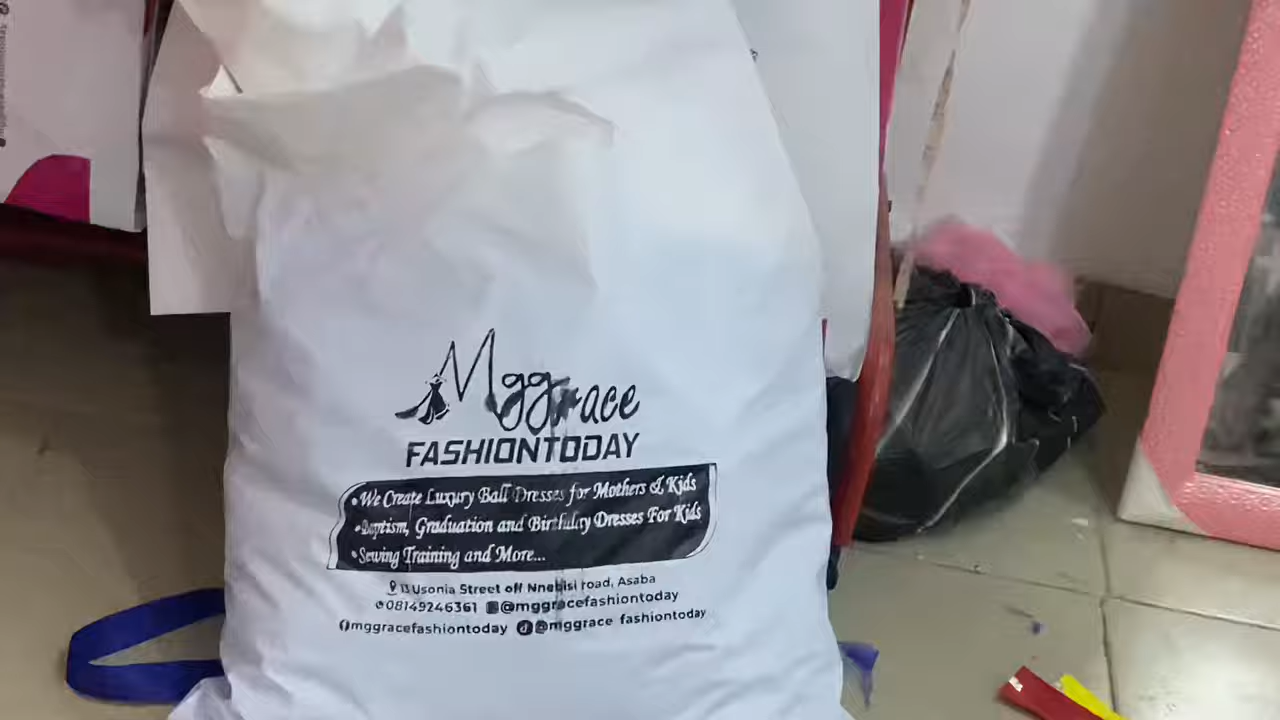 Mggrace
FASHIONTODAY
• We Create Luxury Ball Dresses for Mothers & Kids
• Baptism, Graduation and Birthday Dresses For Kids
• Sewing Training and More...
13 Usonia Street off Nnebisi road, Asaba
08149246361 @mggracefashiontoday
mggracefashiontoday @mggrace fashiontoday